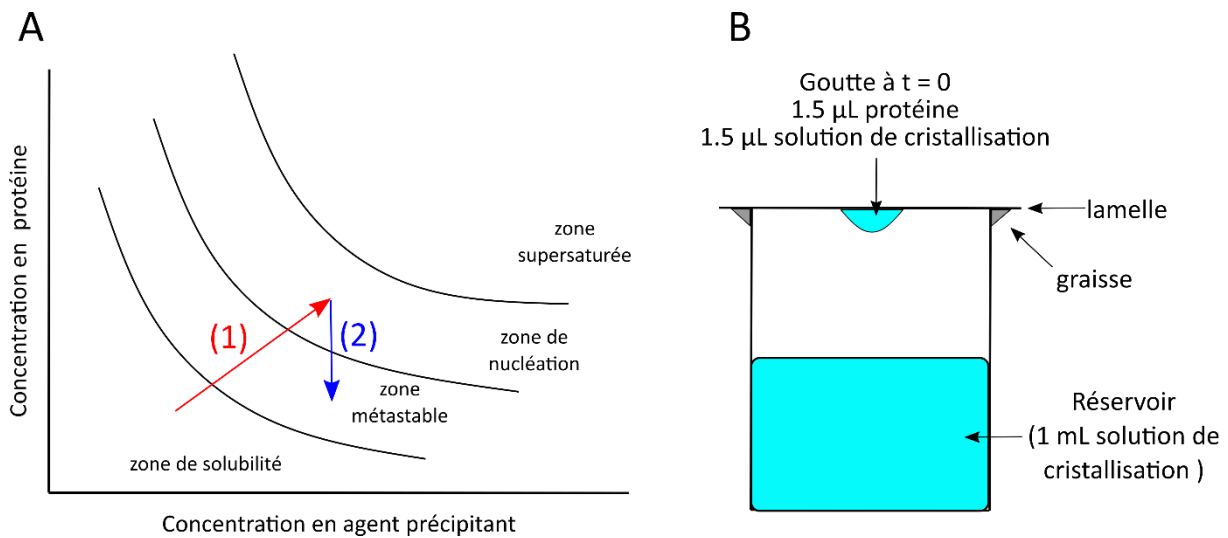 A
Concentration en protéine
zone
supersaturée
(1)
(2)
zone de
nucléation
zone
métastable
zone de solubilité
Concentration en agent précipitant
B
Goutte à t = 0
1.5 µL protéine
1.5 µL solution de cristallisation
lamelle
graisse
Réservoir
(1 mL solution de
cristallisation )